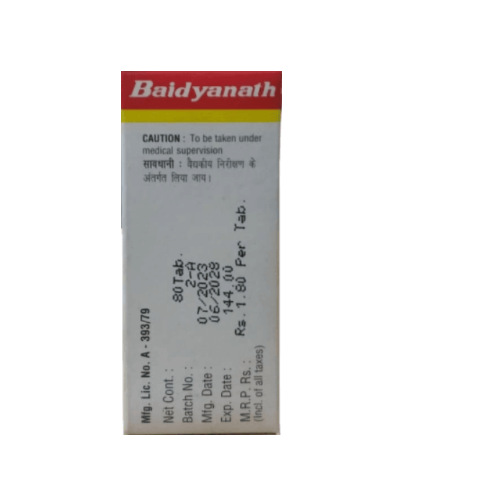 Baidyanath
CAUTION : To be taken under
medical supervision
सावधानी : वैद्यकीय निरीक्षण के
अंतर्गत लिया जाय।
Mfg. Lic. No. A - 393/79
Net Cont. : 80Tab.
Batch No. : 2-A
Mfg. Date : 07/2023
Exp. Date : 06/2028
M.R.P. Rs. : 144.00
(Incl. of all taxes) Rs. 1.80 Per Tab.